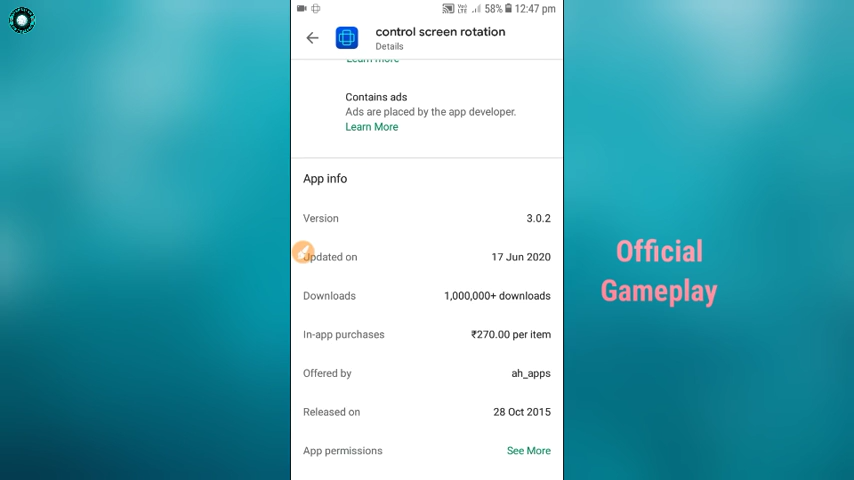 58% 12:47 pm
control screen rotation
Details
Learn more
Contains ads
Ads are placed by the app developer.
Learn More
App info
Version 3.0.2
Updated on 17 Jun 2020
Downloads 1,000,000+ downloads
In-app purchases ₹270.00 per item
Offered by ah_apps
Released on 28 Oct 2015
App permissions See More
Official
Gameplay